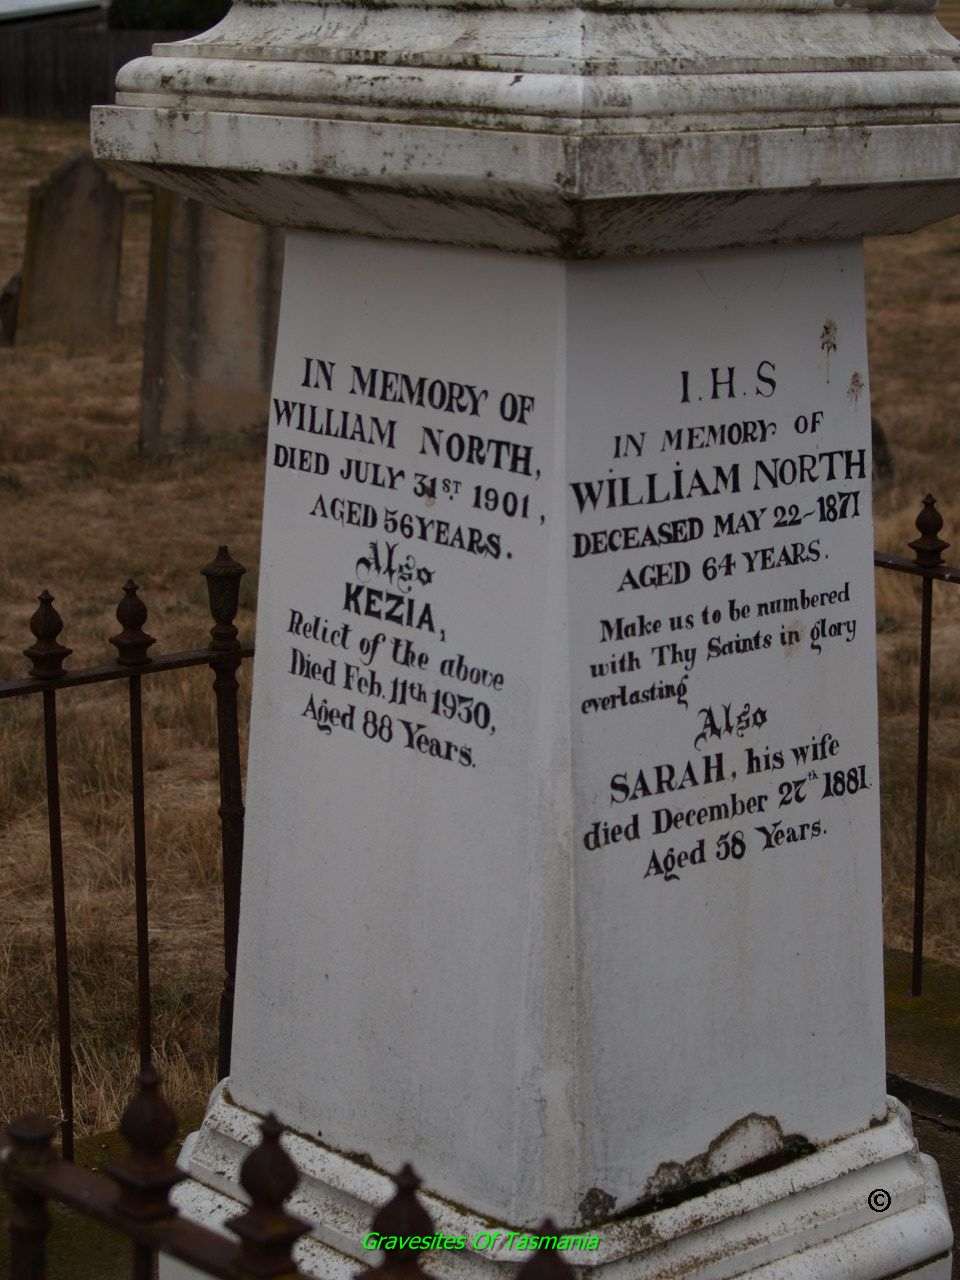 IN MEMORY OF
WILLIAM NORTH,
DIED JULY 31ST. 1901,
AGED 56 YEARS.
Also
KEZIA,
Relict of the above
Died Feb. 11th 1930,
Aged 88 Years.
I.H.S
IN MEMORY OF
WILLIAM NORTH
DECEASED MAY 22-1871
AGED 64 YEARS.
Make us to be numbered
with Thy Saints in glory
everlasting
Also
SARAH, his wife
died December 27th 1881.
Aged 58 Years.
©
Gravesites Of Tasmania